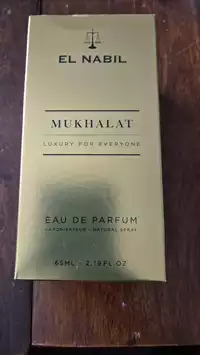 EL NABIL
MUKHALAT
LUXURY FOR EVERYONE
EAU DE PARFUM
VAPORISATEUR - NATURAL SPRAY
65ML - 2.19FL.OZ